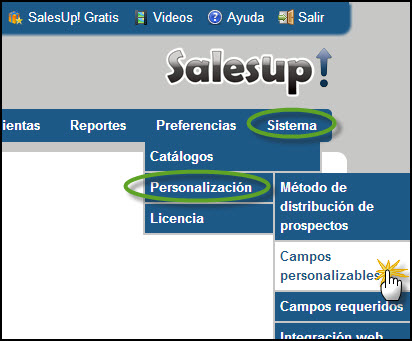 SalesUp! Gratis Videos Ayuda Salir
Salesup!
ientas Reportes Preferencias Sistema
Catálogos
Personalización
Licencia
Método de
distribución de
prospectos
Campos
personalizables
Campos requeridos
Integración web